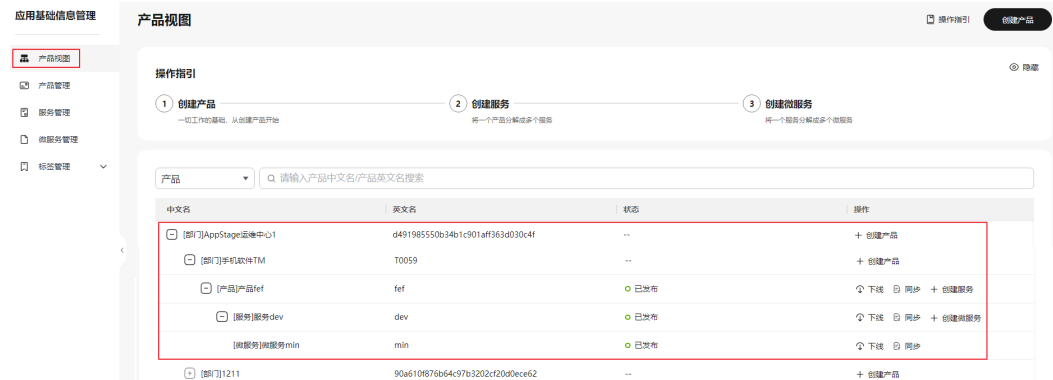 应用基础信息管理
产品视图
操作指引
创建产品
产品视图
产品管理
服务管理
微服务管理
标签管理
操作指引
隐藏
1 创建产品
一切工作的基础，从创建产品开始
2 创建服务
将一个产品分解成多个服务
3 创建微服务
将一个服务分解成多个微服务
产品 请输入产品中文名/产品英文名搜索
中文名 英文名 状态 操作
[部门]AppStage运维中心1 d491985550b34b1c901aff363d030c4f -- + 创建产品
[部门]手机软件TM T0059 -- + 创建产品
[产品]产品fef fef 已发布 下线 同步 + 创建服务
[服务]服务dev dev 已发布 下线 同步 + 创建微服务
[微服务]微服务min min 已发布 下线 同步
[部门]1211 90a610f876b64c97b3202cf20d0ece62 -- + 创建产品